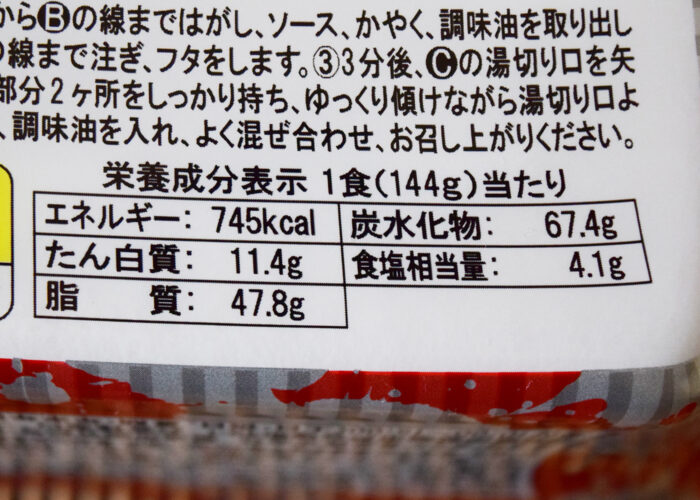 からⒷの線まではがし、ソース、かやく、調味油を取り出し
の線まで注ぎ、フタをします。③3分後、Ⓒの湯切り口を矢
部分2ヶ所をしっかり持ち、ゆっくり傾けながら湯切り口よ
、調味油を入れ、よく混ぜ合わせ、お召し上がりください。
栄養成分表示 1食(144g)当たり
エネルギー: 745kcal 炭水化物: 67.4g
たん白質: 11.4g 食塩相当量: 4.1g
脂 質: 47.8g